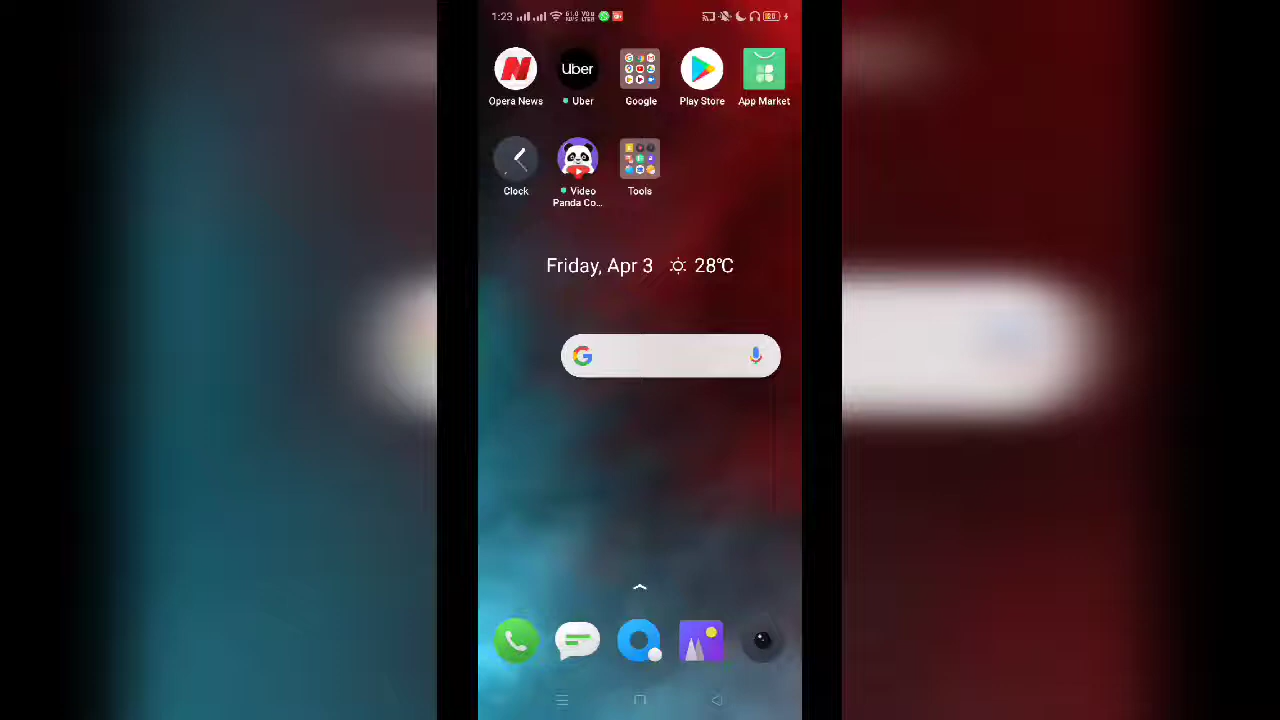 1:23
Uber
Opera News
Uber
Google
Play Store
App Market
Clock
Video
Panda Co...
Tools
Friday, Apr 3 28°C